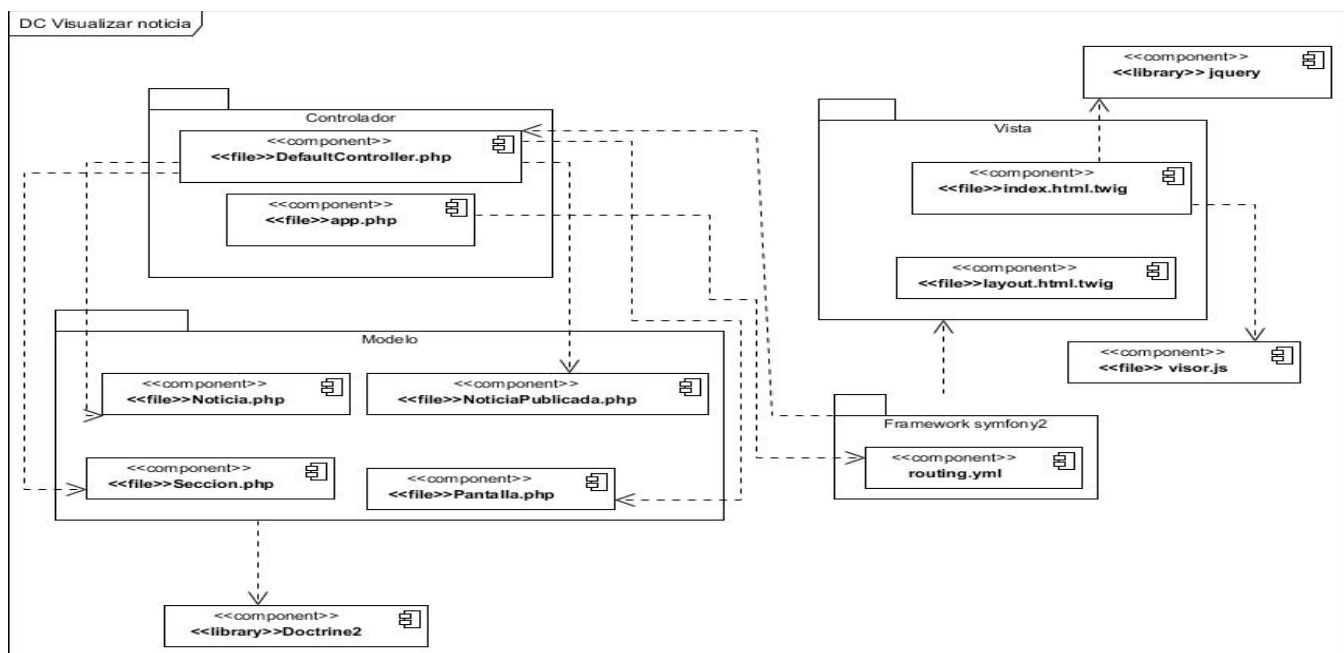 DC Visualizar noticia
<<component>>
<<library>> jquery
Controlador
<<component>>
<<file>>DefaultController.php
<<component>>
<<file>>app.php
Vista
<<component>>
<<file>>index.html.twig
<<component>>
<<file>>layout.html.twig
<<component>>
<<file>> visor.js
Modelo
<<component>>
<<file>>Noticia.php
<<component>>
<<file>>NoticiaPublicada.php
<<component>>
<<file>>Seccion.php
<<component>>
<<file>>Pantalla.php
Framework symfony2
<<component>>
routing.yml
<<component>>
<<library>>Doctrine2